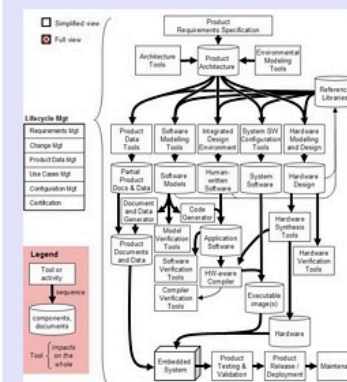 Simplified view
Full view
Product
Requirements Specification
Architecture
Tools
Product
Architecture
Environmental
Modeling
Tools
Reference
Libraries
Lifecycle Mgt
Requirements Mgt
Change Mgt
Product Data Mgt
Use Cases Mgt
Configuration Mgt
Certification
Product
Data
Tools
Software
Modelling
Tools
Integrated
Design
Environment
System SW
Configuration
Tools
Hardware
Modeling
and Design
Partial
Product
Docs & Data
Software
Models
Human-
written
Software
System
Software
Hardware
Design
Document
and Data
Generator
Code
Generator
Model
Verification
Tools
Application
Software
Hardware
Synthesis
Tools
Product
Documents
and Data
Software
Verification
Tools
HW-aware
Compiler
Hardware
Verification
Tools
Compiler
Verification
Tools
Executable
image(s)
Hardware
Legend
Tool or
activity
sequence
components,
documents
Tool
impacts
on the
whole
Embedded
System
Product
Testing &
Validation
Product
Release /
Deployment
Maintena